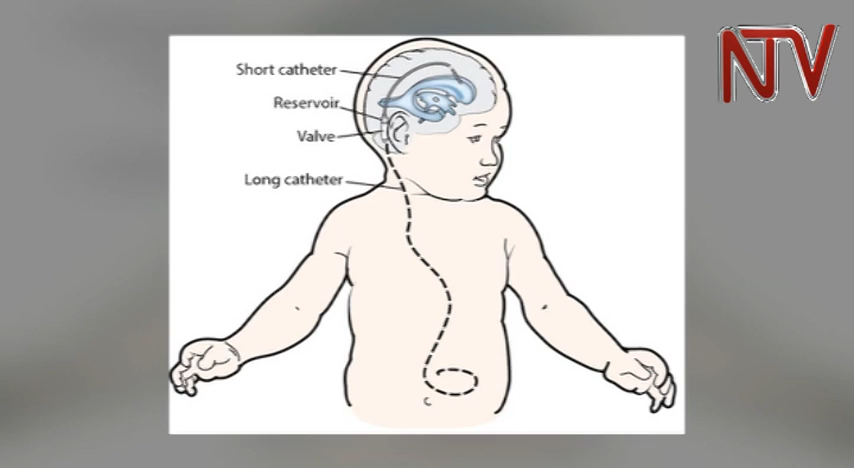 NTV
Short catheter
Reservoir
Valve
Long catheter